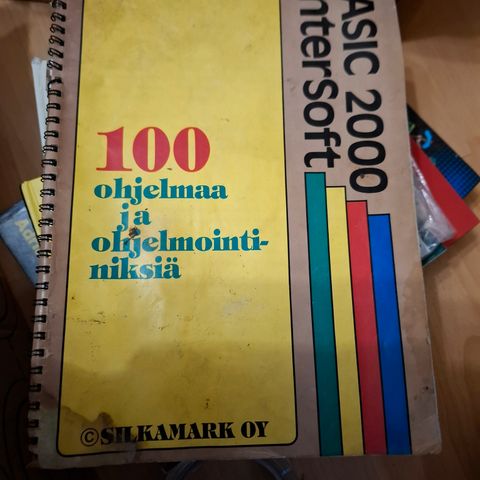 100
ohjelmaa
ja
ohjelmointi-
niksiä
©SILKAMARK OY
ASIC 2000
nterSoft